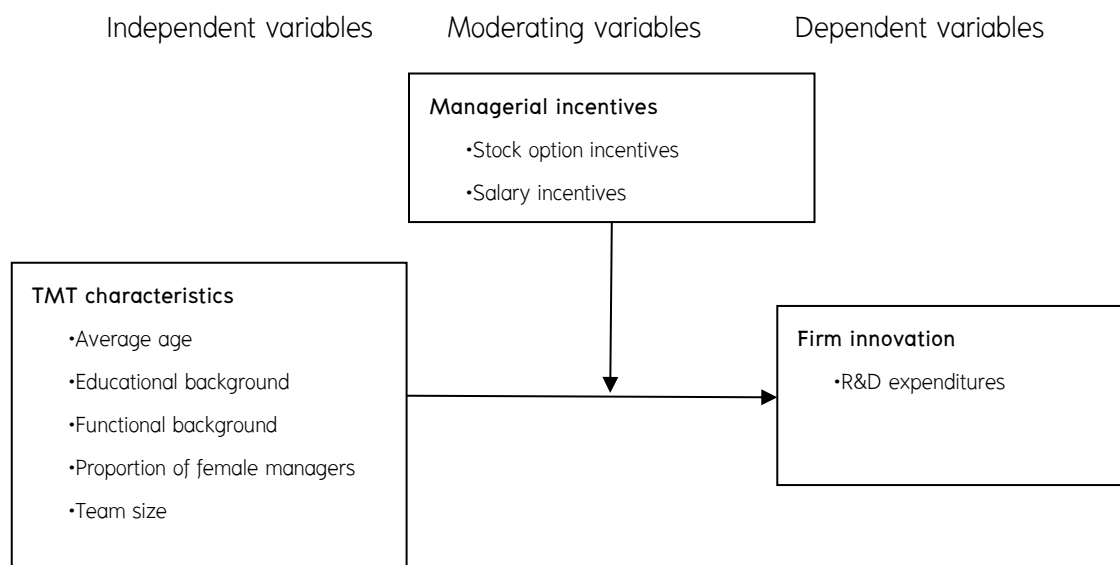 Independent variables
Moderating variables
Dependent variables
Managerial incentives
•Stock option incentives
•Salary incentives
TMT characteristics
•Average age
•Educational background
•Functional background
•Proportion of female managers
•Team size
Firm innovation
•R&D expenditures